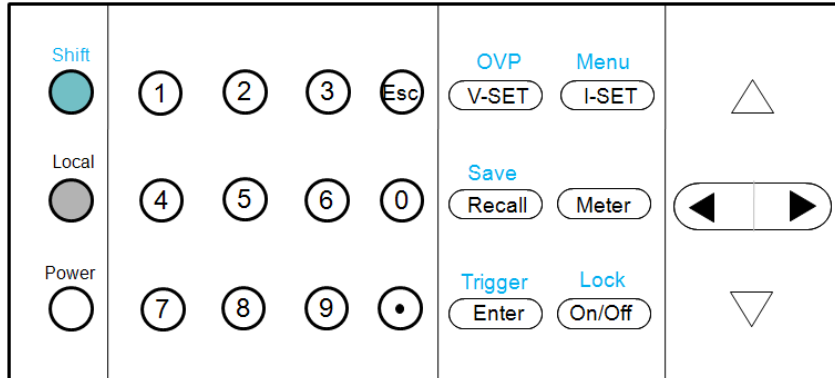 Shift
OVP Menu
1 2 3 Esc V-SET I-SET
Local
Save
4 5 6 0 Recall Meter
Power
Trigger Lock
7 8 9 • Enter On/Off